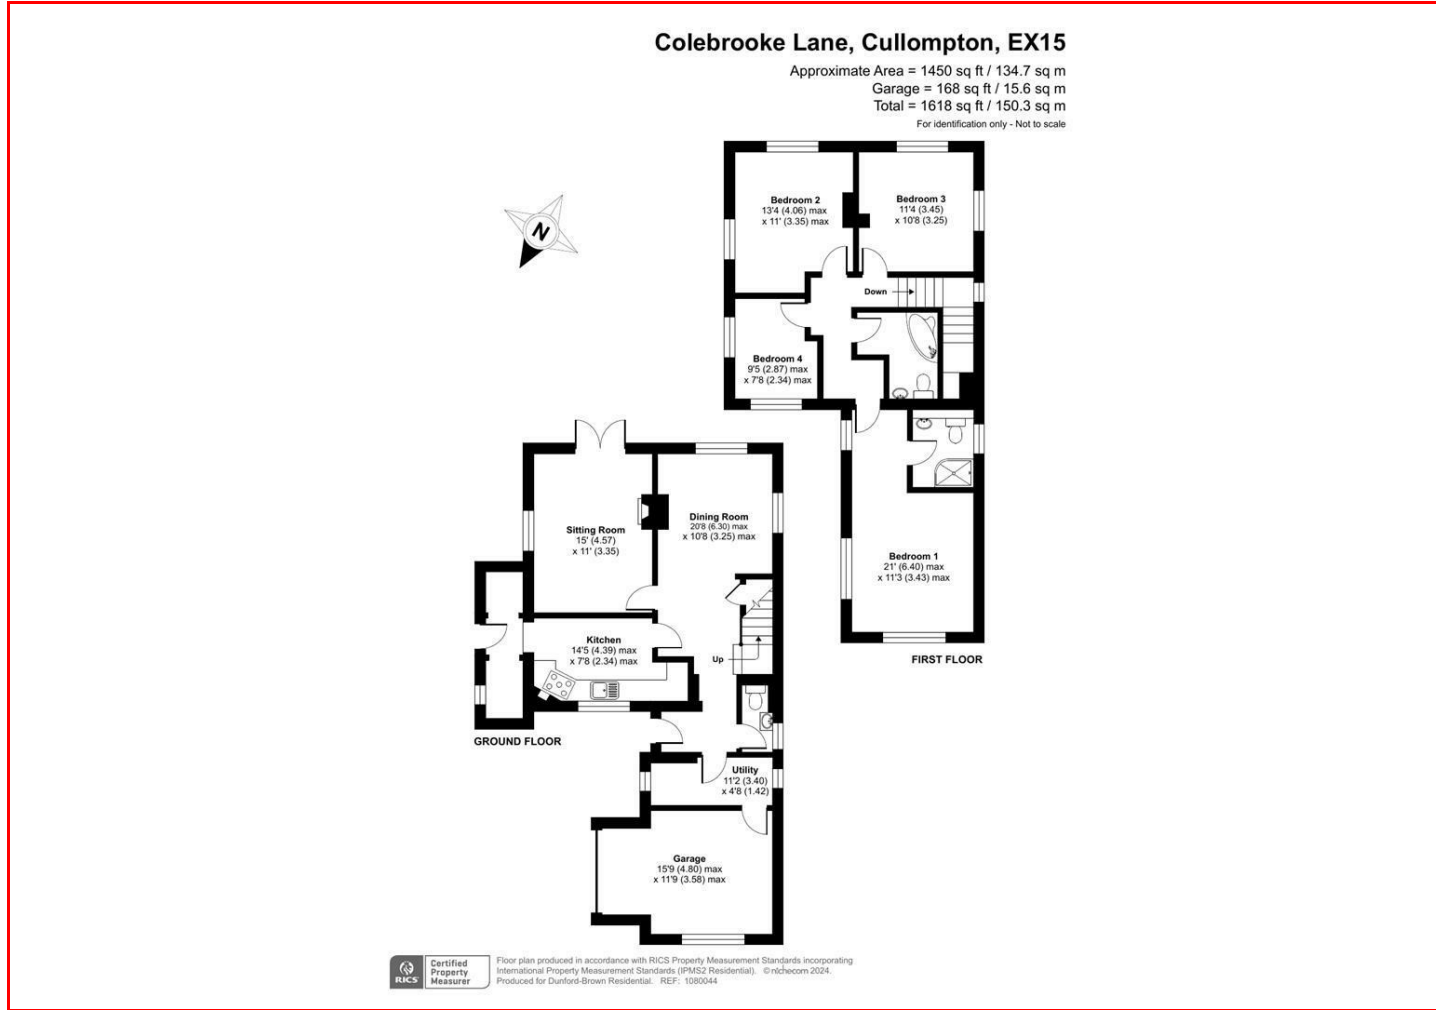 Colebrooke Lane, Cullompton, EX15
Approximate Area = 1450 sq ft / 134.7 sq m
Garage = 168 sq ft / 15.6 sq m
Total = 1618 sq ft / 150.3 sq m
For identification only - Not to scale
N
Bedroom 2
13'4 (4.06) max
x 11' (3.35) max
Bedroom 3
11'4 (3.45)
x 10'8 (3.25)
Down
Bedroom 4
9'5 (2.87) max
x 7'8 (2.34) max
Bedroom 1
21' (6.40) max
x 11'3 (3.43) max
FIRST FLOOR
Sitting Room
15' (4.57)
x 11' (3.35)
Dining Room
20'8 (6.30) max
x 10'8 (3.25) max
Kitchen
14'5 (4.39) max
x 7'8 (2.34) max
Up
GROUND FLOOR
Utility
11'2 (3.40)
x 4'8 (1.42)
Garage
15'9 (4.80) max
x 11'9 (3.58) max
RICS
Certified
Property
Measurer
Floor plan produced in accordance with RICS Property Measurement Standards incorporating
International Property Measurement Standards (IPMS2 Residential). © nichecom 2024.
Produced for Dunford-Brown Residential. REF: 1080044